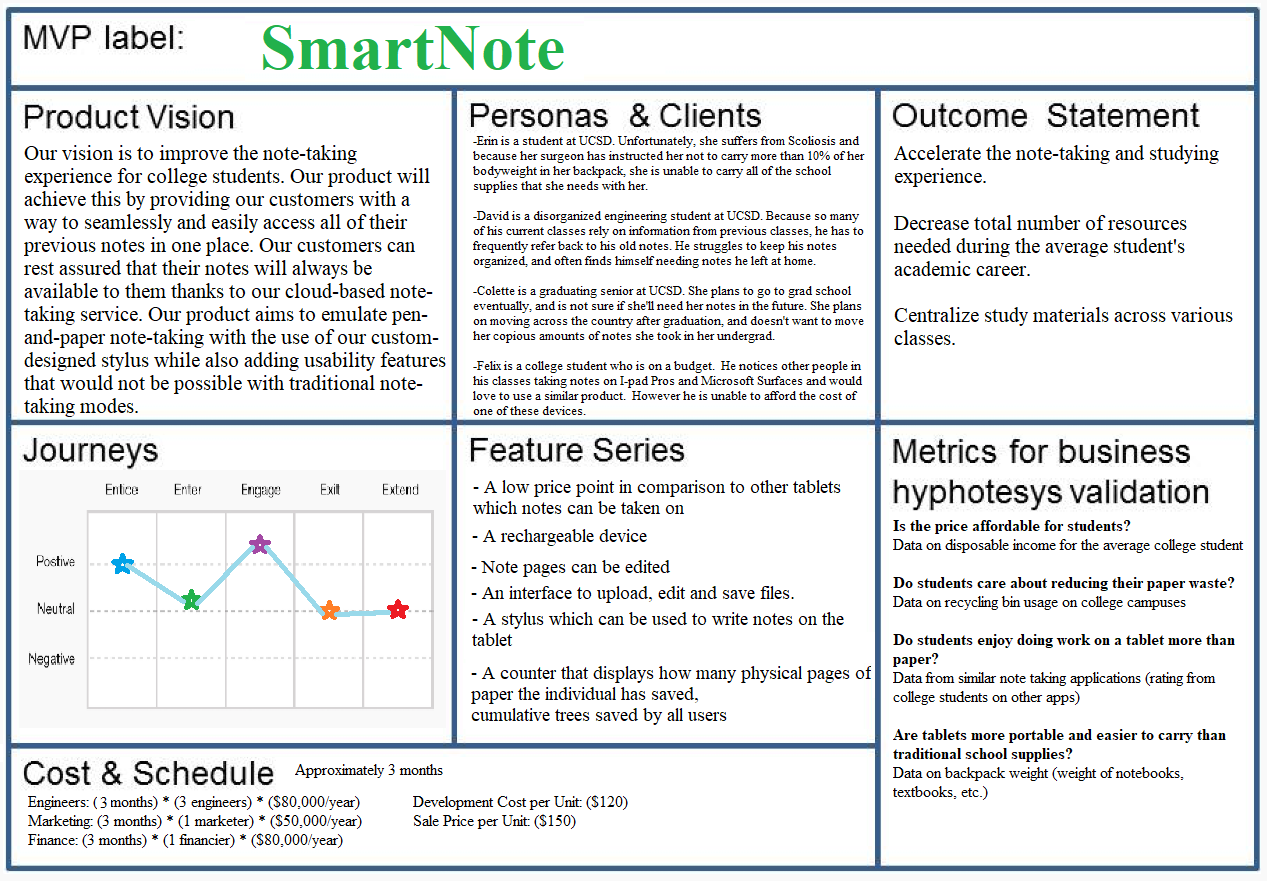 MVP label:
SmartNote
Product Vision
Our vision is to improve the note-taking
experience for college students. Our product will
achieve this by providing our customers with a
way to seamlessly and easily access all of their
previous notes in one place. Our customers can
rest assured that their notes will always be
available to them thanks to our cloud-based note-
taking service. Our product aims to emulate pen-
and-paper note-taking with the use of our custom-
designed stylus while also adding usability features
that would not be possible with traditional note-
taking modes.
Personas & Clients
-Erin is a student at UCSD. Unfortunately, she suffers from Scoliosis and
because her surgeon has instructed her not to carry more than 10% of her
bodyweight in her backpack, she is unable to carry all of the school
supplies that she needs with her.
-David is a disorganized engineering student at UCSD. Because so many
of his current classes rely on information from previous classes, he has to
frequently refer back to his old notes. He struggles to keep his notes
organized, and often finds himself needing notes he left at home.
-Colette is a graduating senior at UCSD. She plans to go to grad school
eventually, and is not sure if she'll need her notes in the future. She plans
on moving across the country after graduation, and doesn't want to move
her copious amounts of notes she took in her undergrad.
-Felix is a college student who is on a budget. He notices other people in
his classes taking notes on I-pad Pros and Microsoft Surfaces and would
love to use a similar product. However he is unable to afford the cost of
one of these devices.
Outcome Statement
Accelerate the note-taking and studying
experience.
Decrease total number of resources
needed during the average student's
academic career.
Centralize study materials across various
classes.
Journeys
Entice Enter Engage Exit Extend
Postive
Neutral
Negative
Feature Series
- A low price point in comparison to other tablets
which notes can be taken on
- A rechargeable device
- Note pages can be edited
- An interface to upload, edit and save files.
- A stylus which can be used to write notes on the
tablet
- A counter that displays how many physical pages of
paper the individual has saved,
cumulative trees saved by all users
Metrics for business
hyphotesys validation
Is the price affordable for students?
Data on disposable income for the average college student
Do students care about reducing their paper waste?
Data on recycling bin usage on college campuses
Do students enjoy doing work on a tablet more than
paper?
Data from similar note taking applications (rating from
college students on other apps)
Are tablets more portable and easier to carry than
traditional school supplies?
Data on backpack weight (weight of notebooks,
textbooks, etc.)
Cost & Schedule
Approximately 3 months
Engineers: (3 months) * (3 engineers) * ($80,000/year)
Marketing: (3 months) * (1 marketer) * ($50,000/year)
Finance: (3 months) * (1 financier) * ($80,000/year)
Development Cost per Unit: ($120)
Sale Price per Unit: ($150)